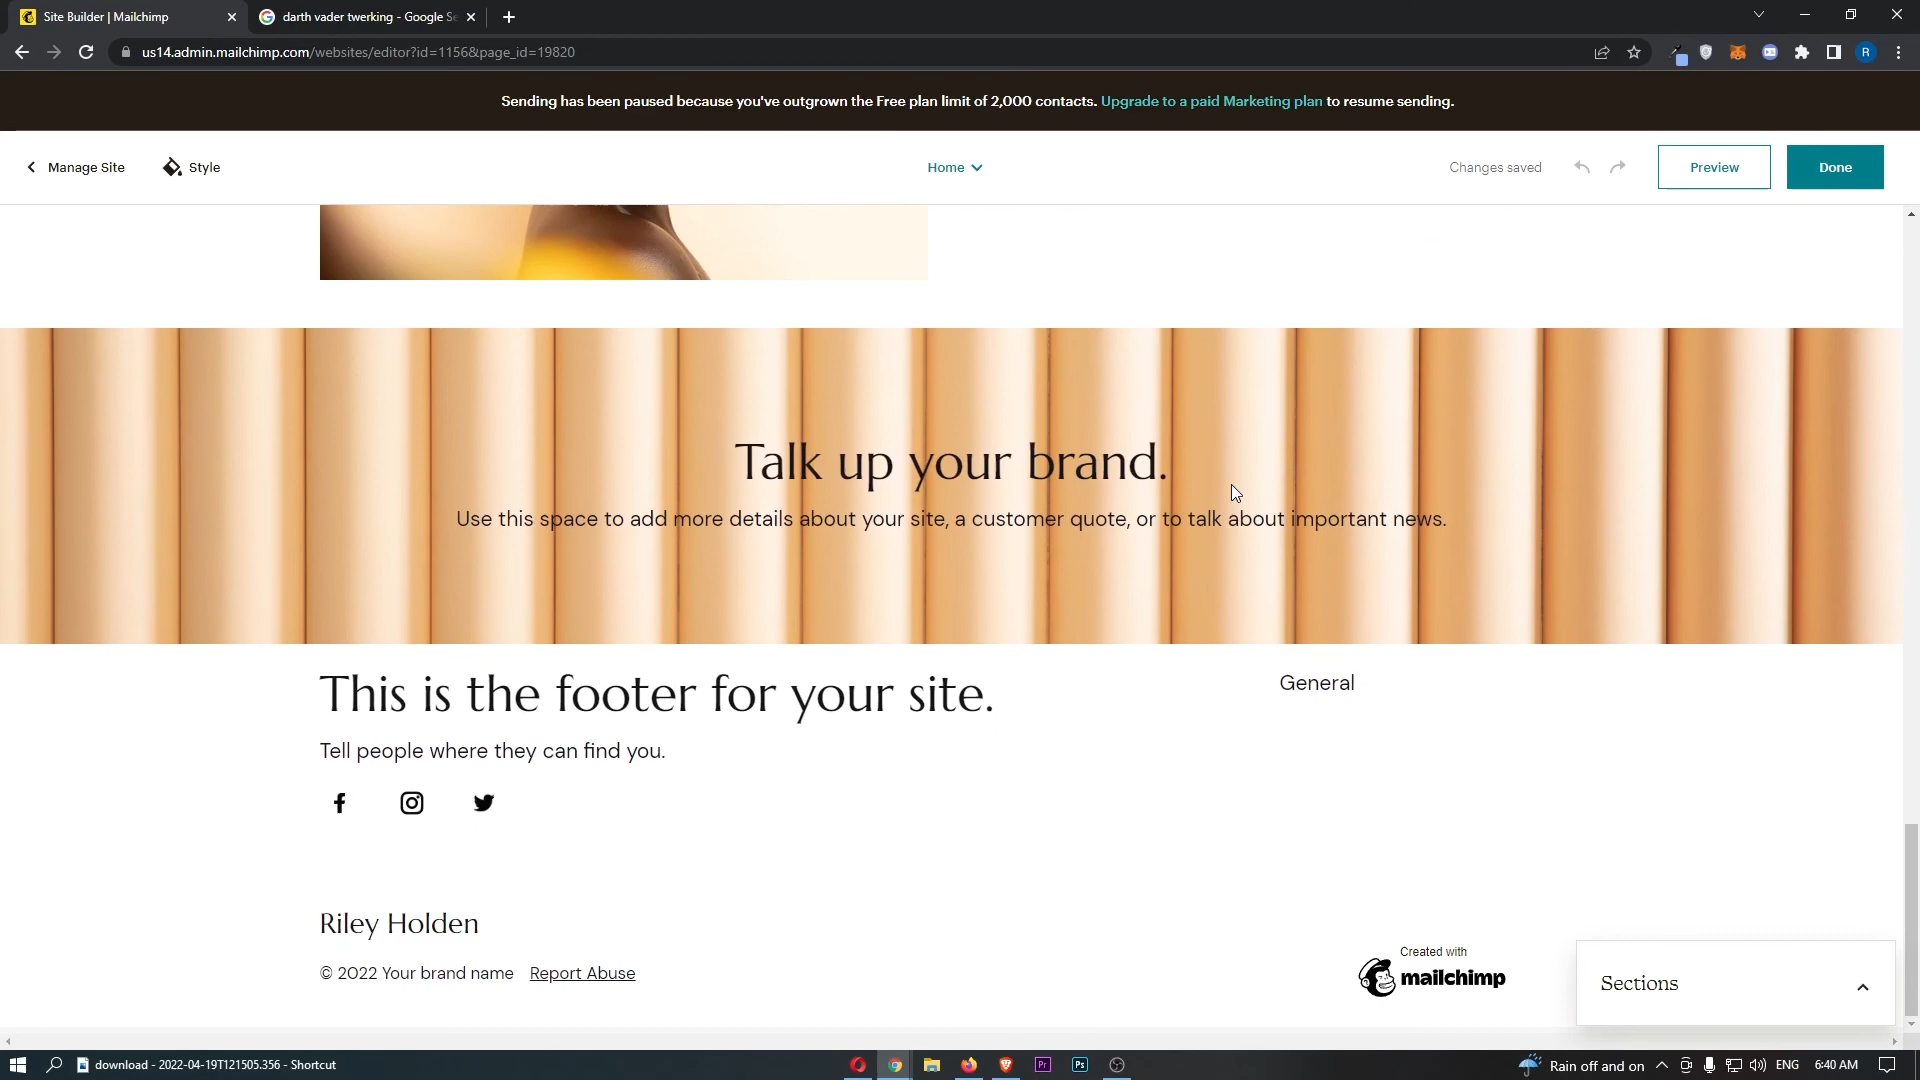 Site Builder | Mailchimp
darth vader twerking - Google Se
us14.admin.mailchimp.com/websites/editor?id=1156&page_id=19820
R
Sending has been paused because you've outgrown the Free plan limit of 2,000 contacts. Upgrade to a paid Marketing plan to resume sending.
Manage Site
Style
Home
Changes saved
Preview
Done
Talk up your brand.
Use this space to add more details about your site, a customer quote, or to talk about important news.
This is the footer for your site.
General
Tell people where they can find you.
Riley Holden
© 2022 Your brand name Report Abuse
Created with
mailchimp
Sections
download - 2022-04-19T121505.356 - Shortcut
Pr
Ps
Rain off and on
ENG
6:40 AM